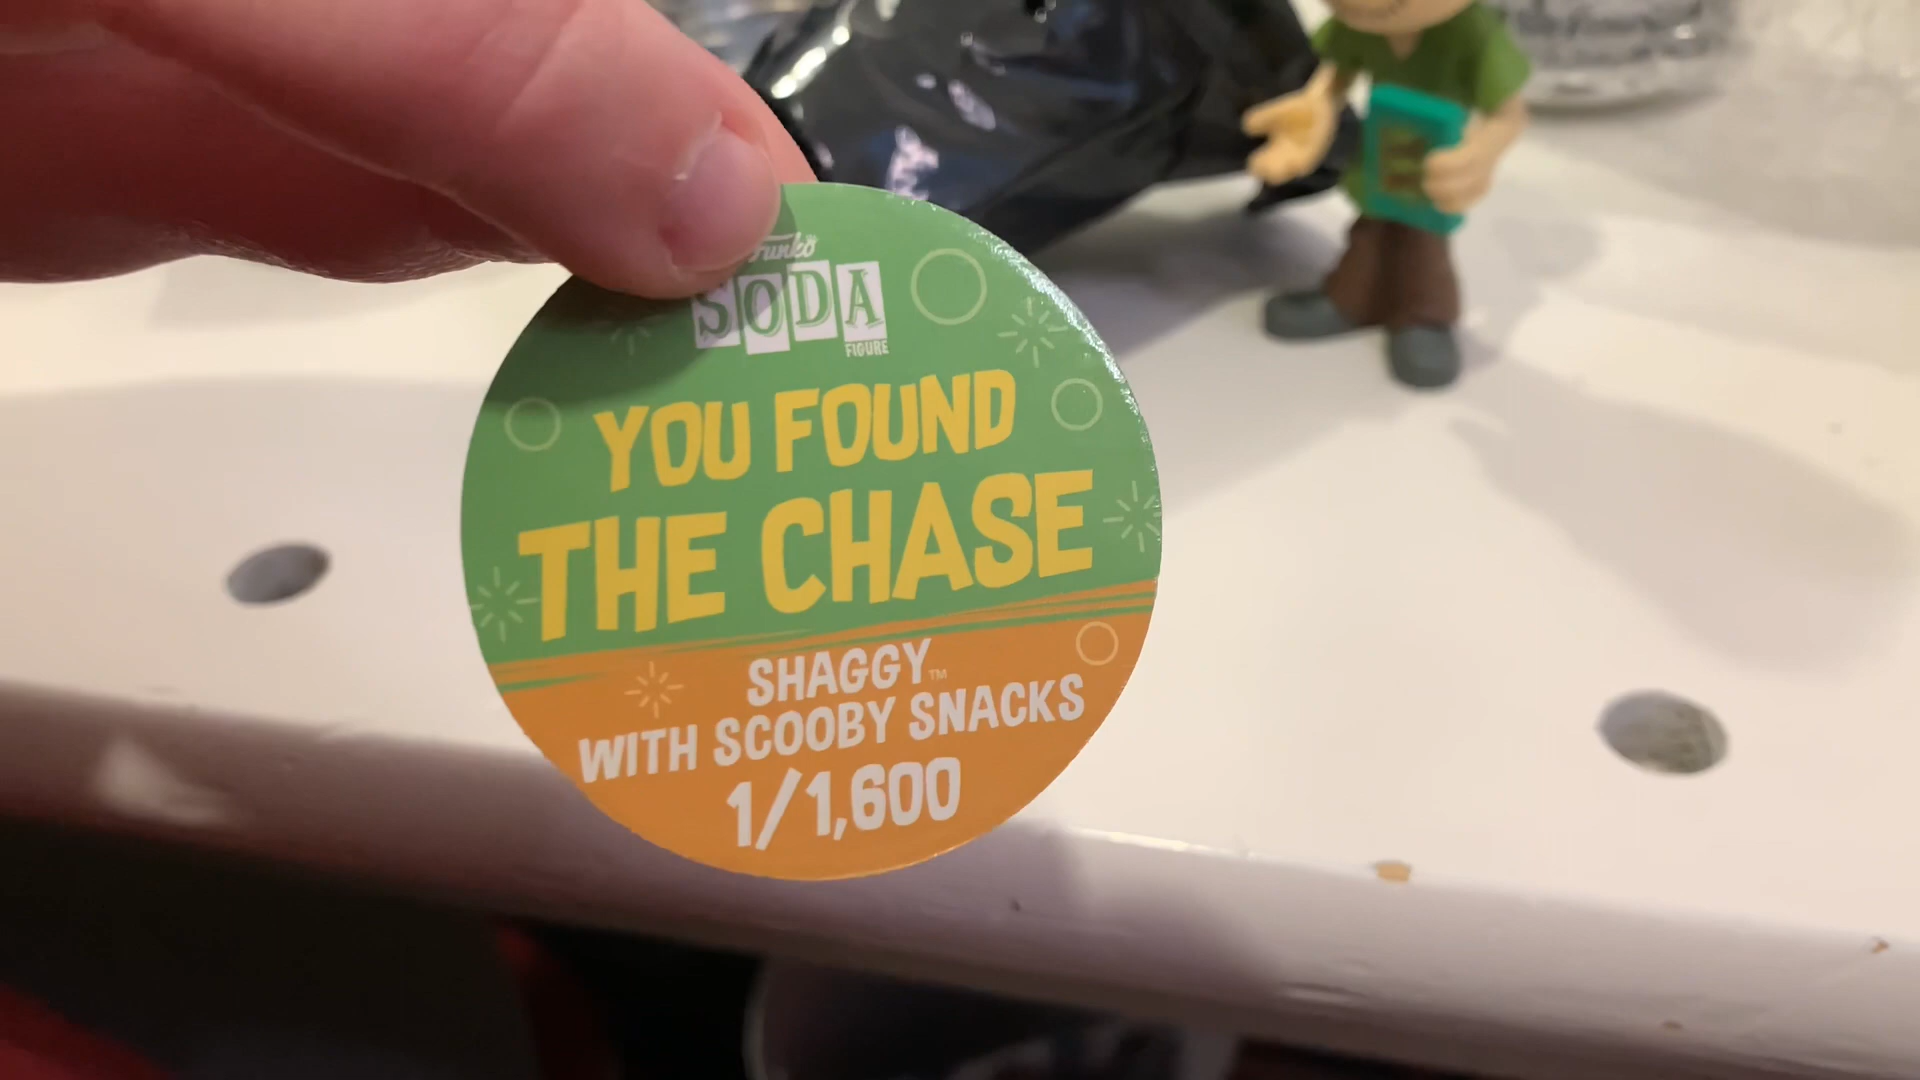 Funko
SODA
FIGURE
YOU FOUND
THE CHASE
SHAGGY™
WITH SCOOBY SNACKS
1/1,600